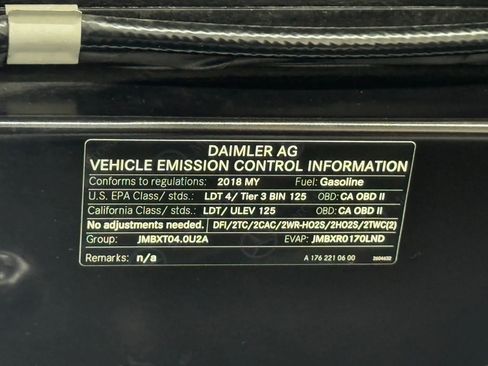 DAIMLER AG
VEHICLE EMISSION CONTROL INFORMATION
Conforms to regulations: 2018 MY Fuel: Gasoline
U.S. EPA Class/ stds.: LDT 4/ Tier 3 BIN 125 OBD: CA OBD II
California Class/ stds.: LDT/ ULEV 125 OBD: CA OBD II
No adjustments needed. DFI/2TC/2CAC/2WR-HO2S/2HO2S/2TWC(2)
Group: JMBXT04.0U2A EVAP: JMBXR0170LND
Remarks: n/a A 176 221 06 00 2504632